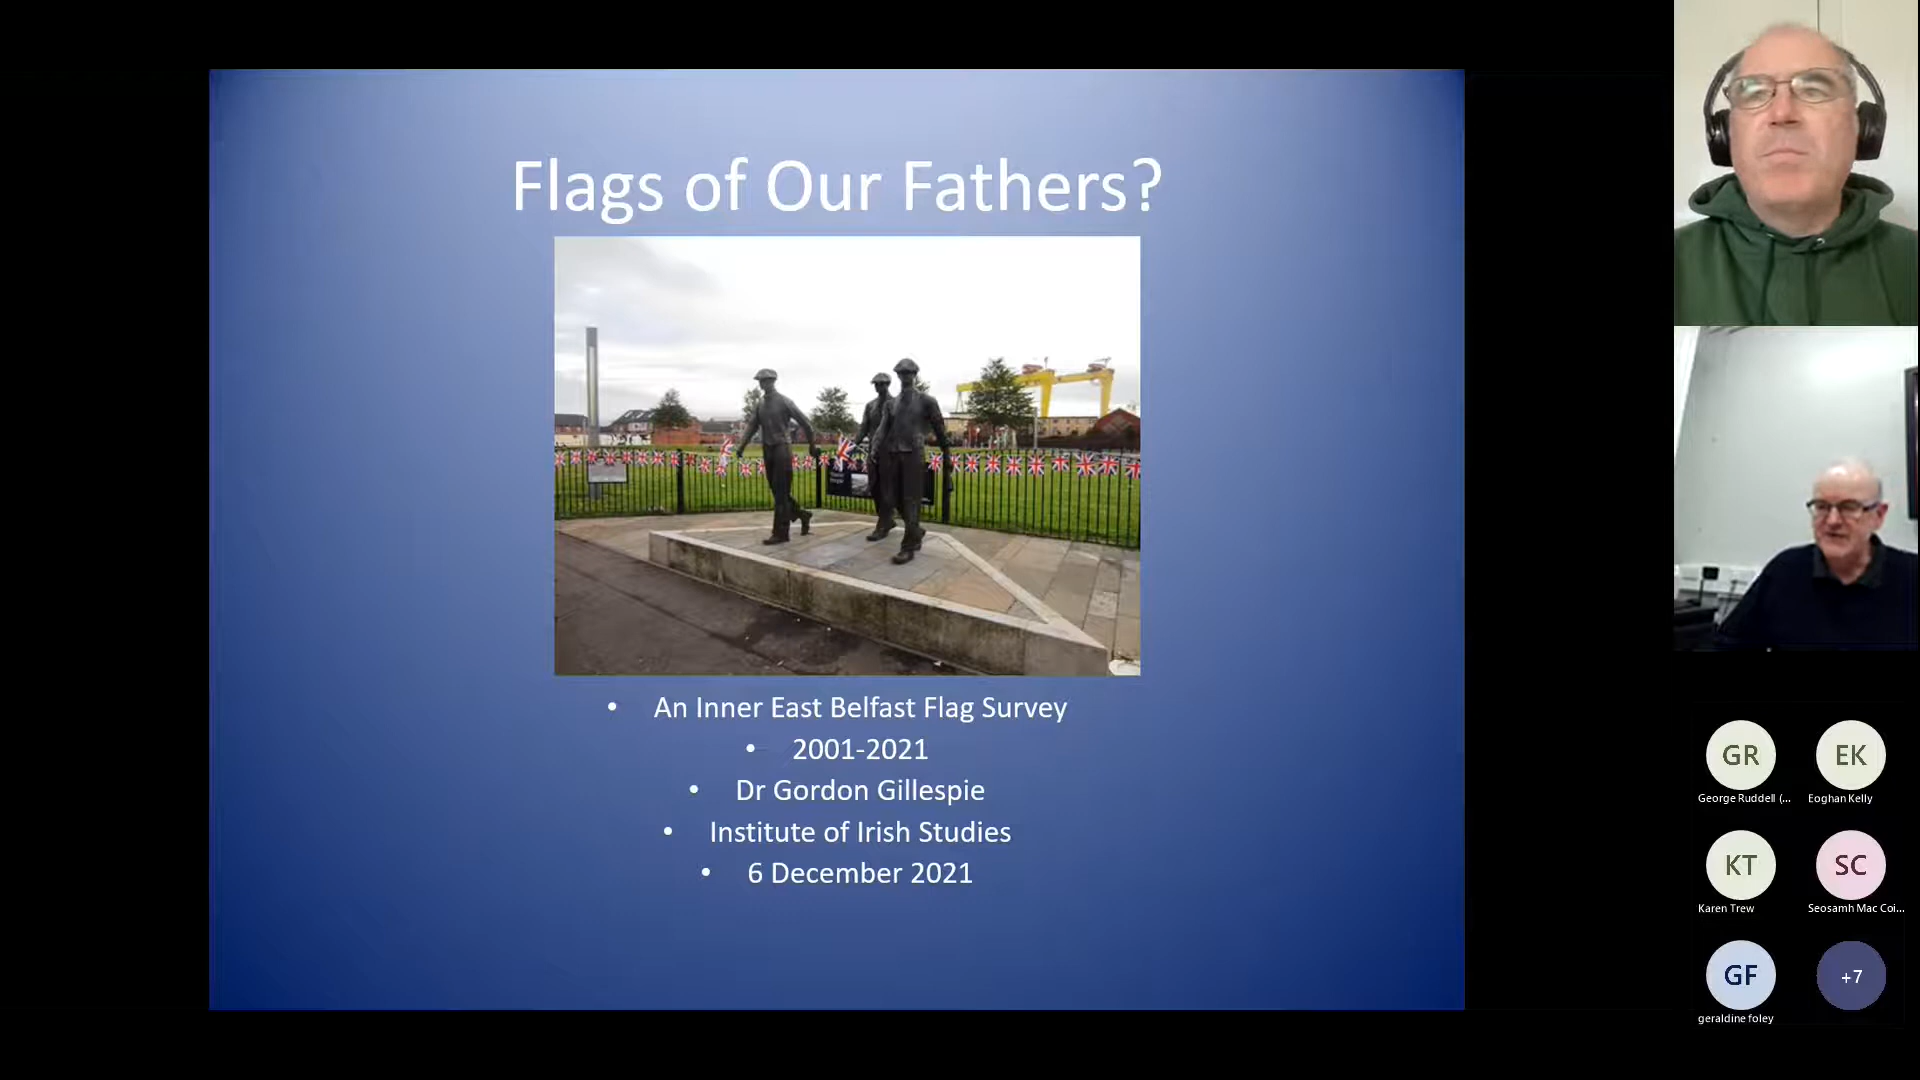 Flags of Our Fathers?
• An Inner East Belfast Flag Survey
• 2001-2021
• Dr Gordon Gillespie
• Institute of Irish Studies
• 6 December 2021
GR
George Ruddell (...
EK
Eoghan Kelly
KT
Karen Trew
SC
Seosamh Mac Coi...
GF
geraldine foley
+7